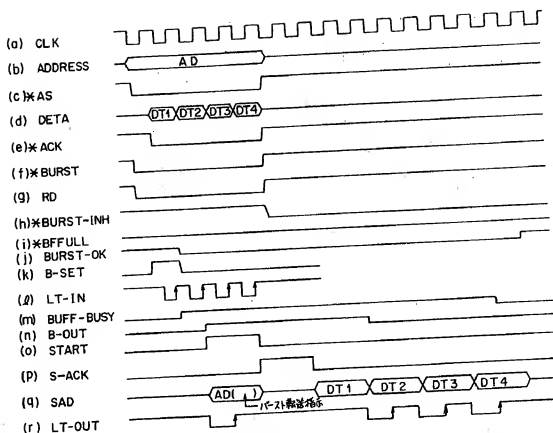 (a) CLK
(b) ADDRESS AD
(c)*AS
(d) DETA DT1 DT2 DT3 DT4
(e)*ACK
(f)*BURST
(g) RD
(h)*BURST-INH
(i)*BFFULL
(j) BURST-OK
(k) B-SET
(ℓ) LT-IN
(m) BUFF-BUSY
(n) B-OUT
(o) START
(p) S-ACK
(q) SAD AD( ) バースト転送指示 DT1 DT2 DT3 DT4
(r) LT-OUT